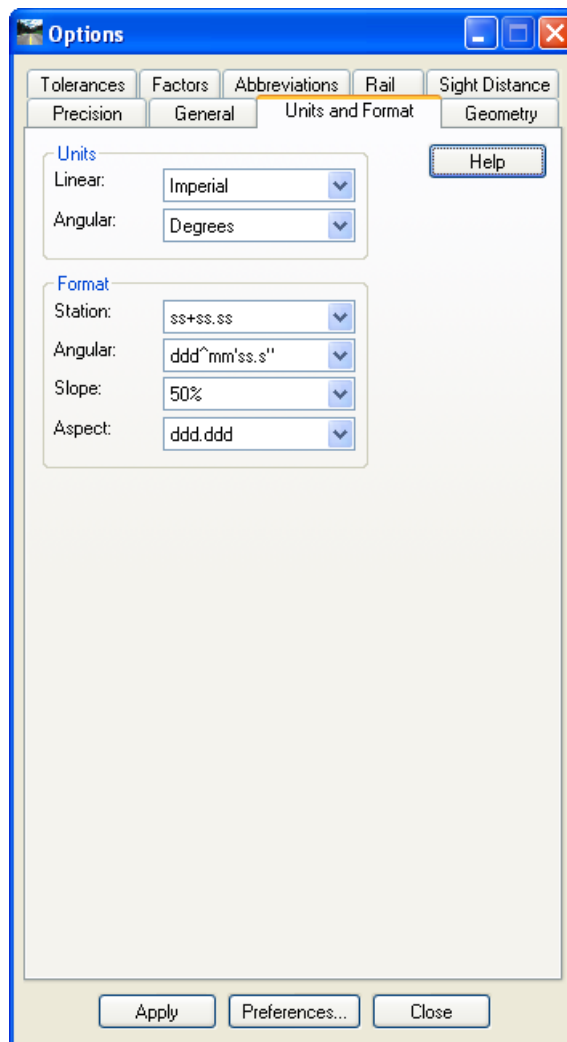 Options
Tolerances Factors Abbreviations Rail Sight Distance
Precision General Units and Format Geometry
Help
Units
Linear: Imperial
Angular: Degrees
Format
Station: ss+ss.ss
Angular: ddd^mm'ss.s"
Slope: 50%
Aspect: ddd.ddd
Apply Preferences... Close